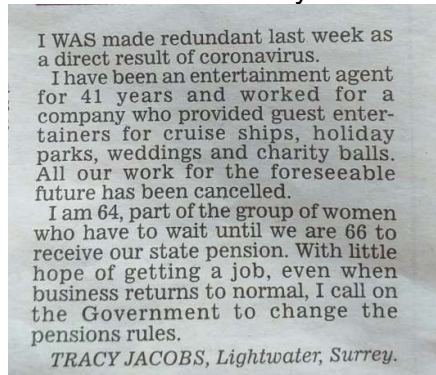 I WAS made redundant last week as
a direct result of coronavirus.
I have been an entertainment agent
for 41 years and worked for a
company who provided guest enter-
tainers for cruise ships, holiday
parks, weddings and charity balls.
All our work for the foreseeable
future has been cancelled.
I am 64, part of the group of women
who have to wait until we are 66 to
receive our state pension. With little
hope of getting a job, even when
business returns to normal, I call on
the Government to change the
pensions rules.
TRACY JACOBS, Lightwater, Surrey.